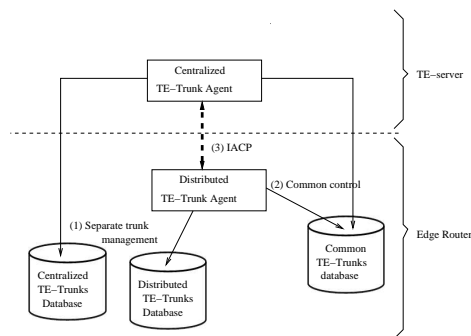 Centralized
TE-Trunk Agent
TE-server
(3) IACP
Distributed
TE-Trunk Agent
(2) Common control
(1) Separate trunk
management
Edge Router
Centralized
TE-Trunks
Database
Distributed
TE-Trunks
Database
Common
TE-Trunks
database